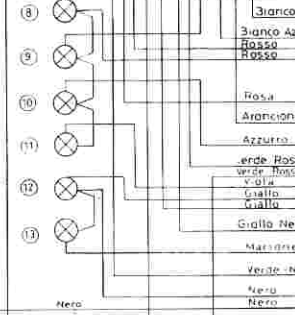 8
Bianco
Bianco Az
Rosso
Rosso
9
10
Rosa
Arancion
11
Azzurro
erde Ros
Verde Ross
Viola
12
Giallo
Giallo
13
Giallo Ne
Marrone
Verde-N
Nero
Nero
Nero